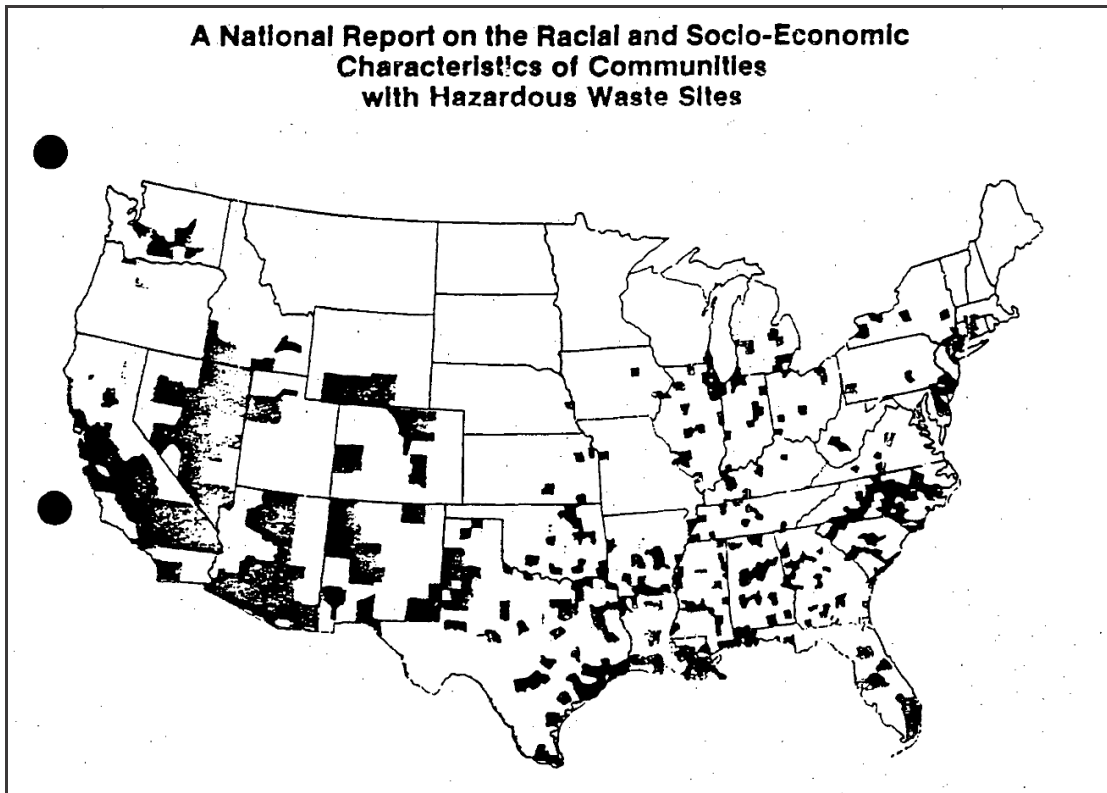 A National Report on the Racial and Socio-Economic
Characteristics of Communities
with Hazardous Waste Sites